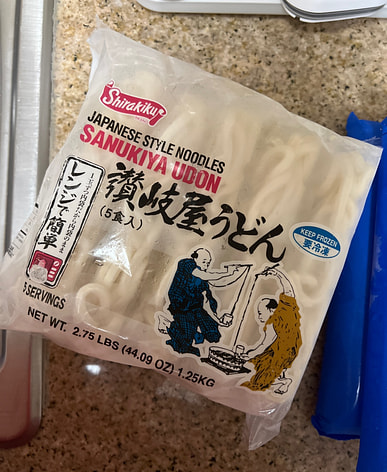 Shirakiku
JAPANESE STYLE NOODLES
SANUKIYA UDON
讃岐屋うどん
(5食入)
レンジで簡単
KEEP FROZEN
要冷凍
SERVINGS
NET WT. 2.75 LBS (44.09 OZ) 1.25KG